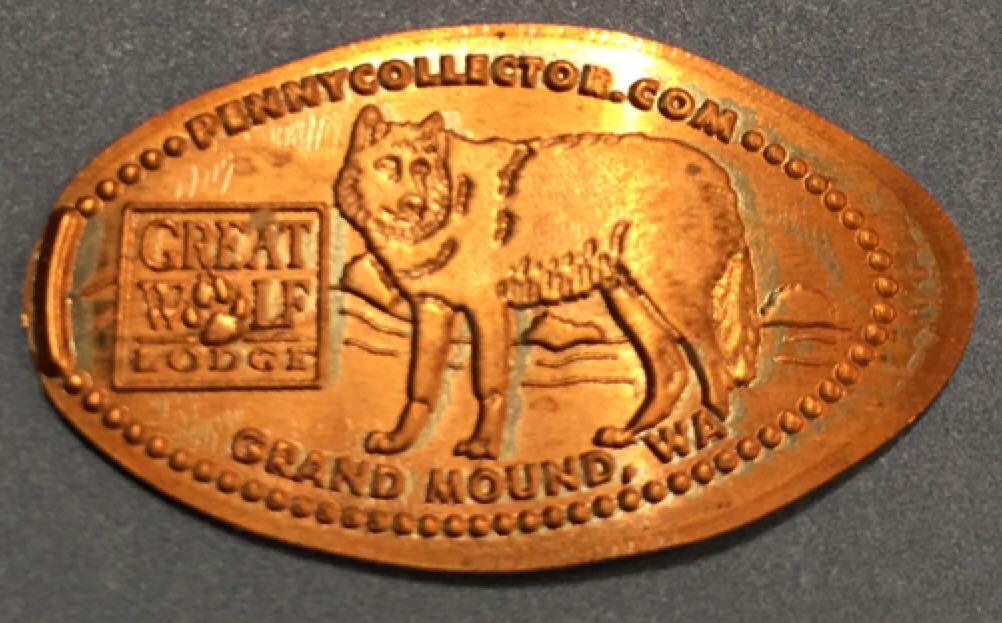 PENNYCOLLECTOR.COM
GREAT
WOLF
LODGE
GRAND MOUND, WA